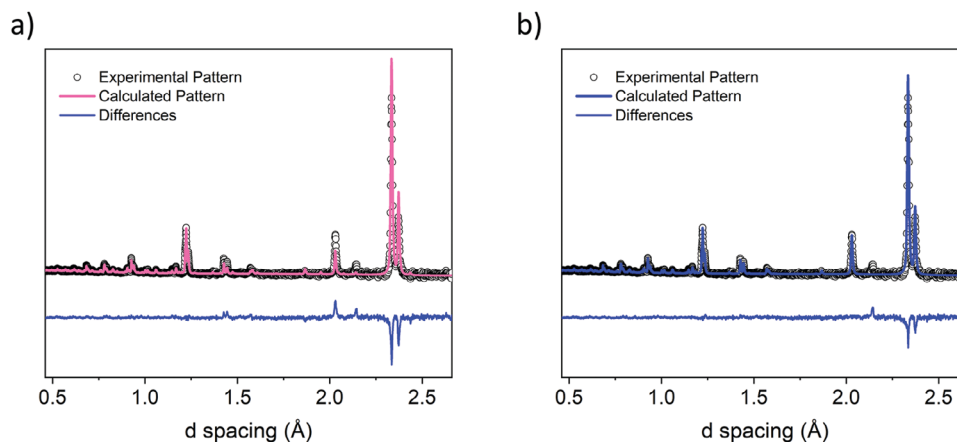 a)
Experimental Pattern
Calculated Pattern
Differences
0.5 1.0 1.5 2.0 2.5
d spacing (Å)
b)
Experimental Pattern
Calculated Pattern
Differences
0.5 1.0 1.5 2.0 2.5
d spacing (Å)